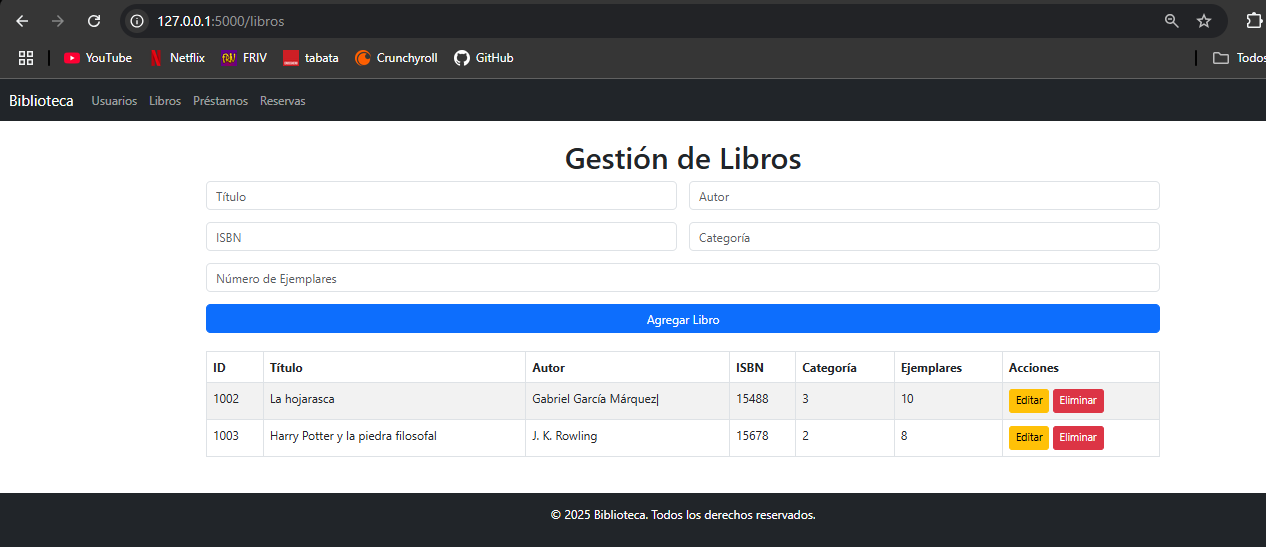 127.0.0.1:5000/libros
YouTube Netflix FRIV tabata Crunchyroll GitHub Todos
Biblioteca Usuarios Libros Préstamos Reservas
Gestión de Libros
Título Autor
ISBN Categoría
Número de Ejemplares
Agregar Libro
ID Título Autor ISBN Categoría Ejemplares Acciones
1002 La hojarasca Gabriel García Márquez| 15488 3 10 Editar Eliminar
1003 Harry Potter y la piedra filosofal J. K. Rowling 15678 2 8 Editar Eliminar
© 2025 Biblioteca. Todos los derechos reservados.